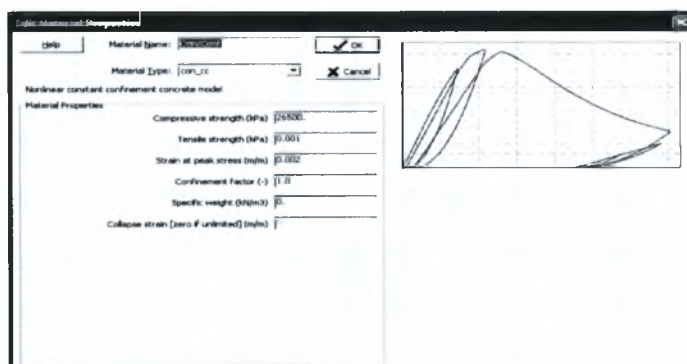 Help
Material Name:
OK
Material Type: con_cc
Cancel
Nonlinear constant confinement concrete model
Material Properties
Compressive strength (kPa) 26500.
Tensile strength (kPa) 0.001
Strain at peak stress (m/m) 0.002
Confinement factor (-) 1.0
Specific weight (kN/m3) 0.
Collapse strain [zero if unlimited] (m/m)